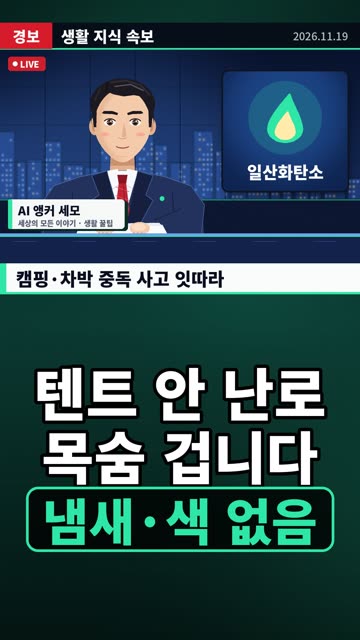 경보 생활 지식 속보 2026.11.19
LIVE
일산화탄소
AI 앵커 세모
세상의 모든 이야기 · 생활 꿀팁
캠핑·차박 중독 사고 잇따라
텐트 안 난로
목숨 겁니다
냄새·색 없음